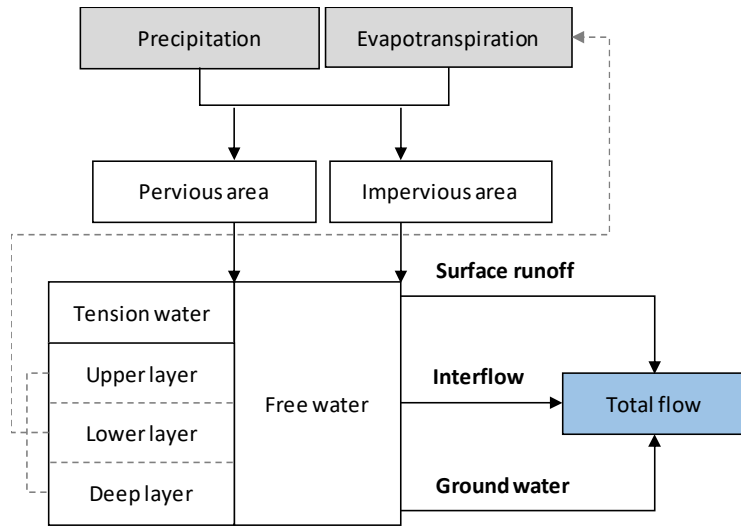 Precipitation
Evapotranspiration
Pervious area
Impervious area
Surface runoff
Tension water
Upper layer
Interflow
Free water
Total flow
Lower layer
Deep layer
Ground water